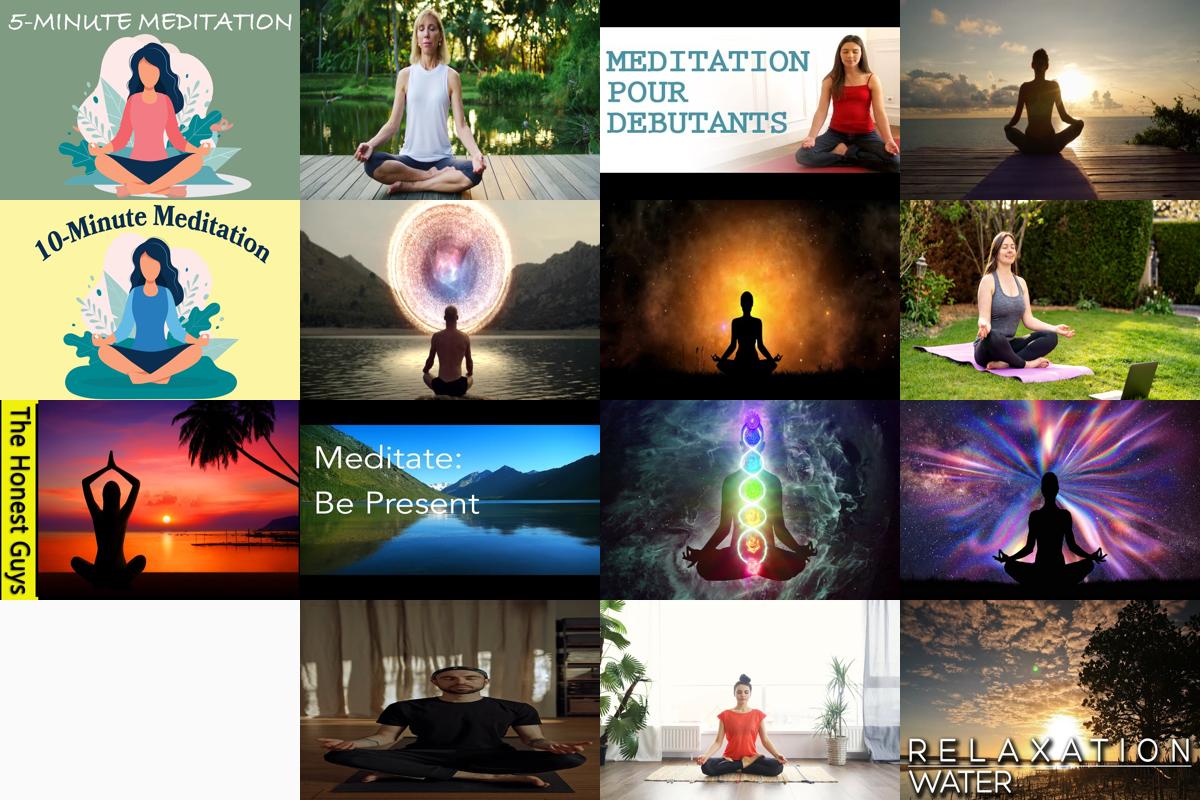 5-MINUTE MEDITATION
MEDITATION
POUR
DEBUTANTS
10-Minute Meditation
The Honest Guys
Meditate:
Be Present
RELAXATION
WATER